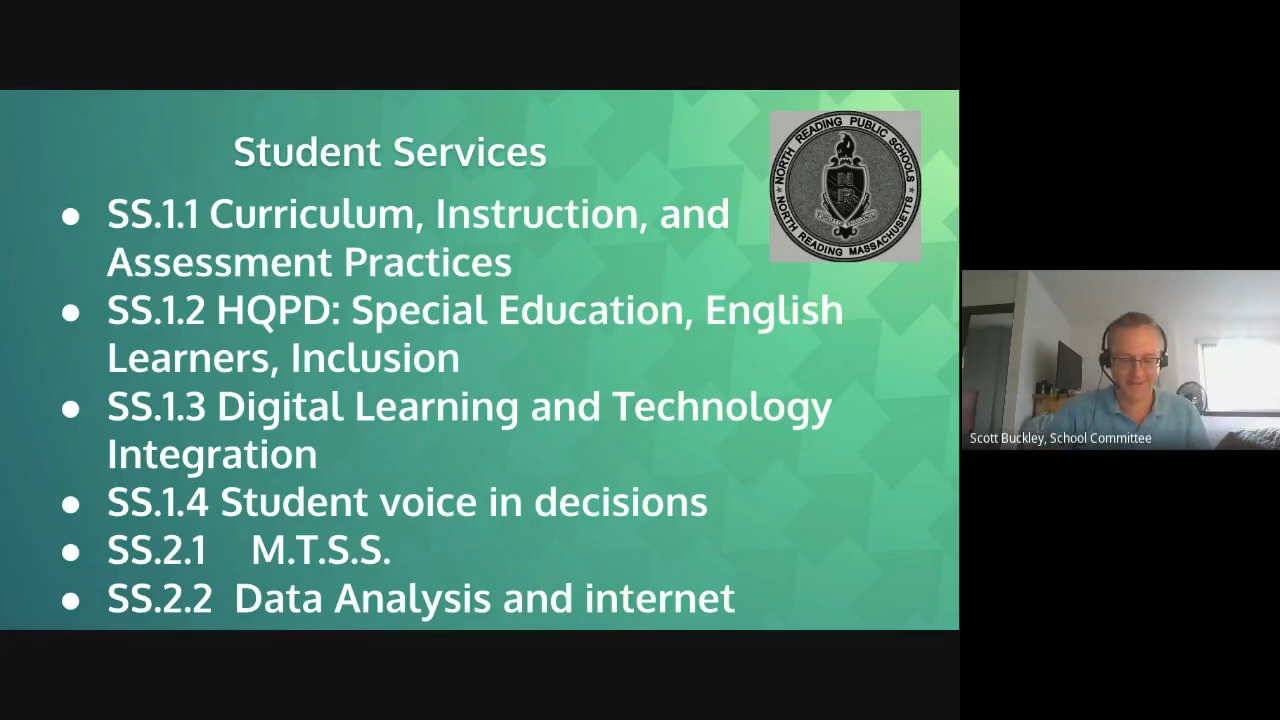 Student Services
NORTH READING PUBLIC SCHOOLS
NR
NORTH READING MASSACHUSETTS
● SS.1.1 Curriculum, Instruction, and
Assessment Practices
● SS.1.2 HQPD: Special Education, English
Learners, Inclusion
● SS.1.3 Digital Learning and Technology
Integration
● SS.1.4 Student voice in decisions
● SS.2.1 M.T.S.S.
● SS.2.2 Data Analysis and internet
Scott Buckley, School Committee